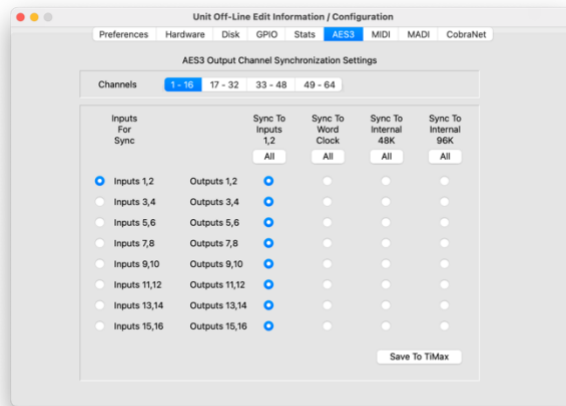 Unit Off-Line Edit Information / Configuration
Preferences Hardware Disk GPIO Stats AES3 MIDI MADI CobraNet
AES3 Output Channel Synchronization Settings
Channels 1 - 16 17 - 32 33 - 48 49 - 64
Inputs For Sync
Sync To Inputs 1,2
Sync To Word Clock
Sync To Internal 48K
Sync To Internal 96K
All All All All
Inputs 1,2 Outputs 1,2
Inputs 3,4 Outputs 3,4
Inputs 5,6 Outputs 5,6
Inputs 7,8 Outputs 7,8
Inputs 9,10 Outputs 9,10
Inputs 11,12 Outputs 11,12
Inputs 13,14 Outputs 13,14
Inputs 15,16 Outputs 15,16
Save To TiMax